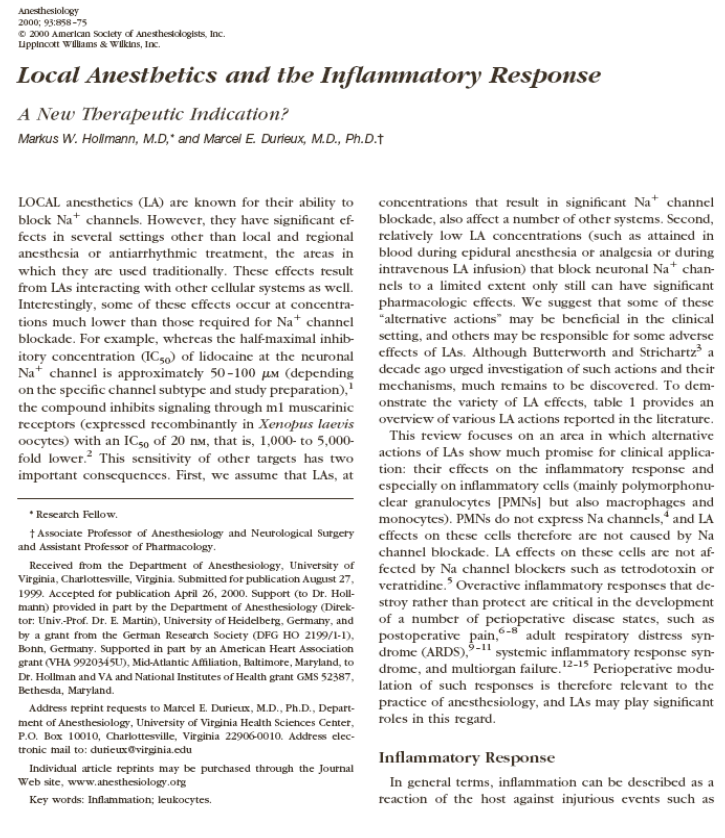 Anesthesiology
2000; 93:858–75
© 2000 American Society of Anesthesiologists, Inc.
Lippincott Williams & Wilkins, Inc.
Local Anesthetics and the Inflammatory Response
A New Therapeutic Indication?
Markus W. Hollmann, M.D,* and Marcel E. Durieux, M.D., Ph.D.†
LOCAL anesthetics (LA) are known for their ability to
block Na+ channels. However, they have significant ef-
fects in several settings other than local and regional
anesthesia or antiarrhythmic treatment, the areas in
which they are used traditionally. These effects result
from LAs interacting with other cellular systems as well.
Interestingly, some of these effects occur at concentra-
tions much lower than those required for Na+ channel
blockade. For example, whereas the half-maximal inhib-
itory concentration (IC50) of lidocaine at the neuronal
Na+ channel is approximately 50–100 μM (depending
on the specific channel subtype and study preparation),1
the compound inhibits signaling through m1 muscarinic
receptors (expressed recombinantly in Xenopus laevis
oocytes) with an IC50 of 20 nM, that is, 1,000- to 5,000-
fold lower.2 This sensitivity of other targets has two
important consequences. First, we assume that LAs, at
* Research Fellow.
† Associate Professor of Anesthesiology and Neurological Surgery
and Assistant Professor of Pharmacology.
Received from the Department of Anesthesiology, University of
Virginia, Charlottesville, Virginia. Submitted for publication August 27,
1999. Accepted for publication April 26, 2000. Support (to Dr. Holl-
mann) provided in part by the Department of Anesthesiology (Direk-
tor: Univ.-Prof. Dr. E. Martin), University of Heidelberg, Germany, and
by a grant from the German Research Society (DFG HO 2199/1-1),
Bonn, Germany. Supported in part by an American Heart Association
grant (VHA 9920345U), Mid-Atlantic Affiliation, Baltimore, Maryland, to
Dr. Hollman and VA and National Institutes of Health grant GMS 52387,
Bethesda, Maryland.
Address reprint requests to Marcel E. Durieux, M.D., Ph.D., Depart-
ment of Anesthesiology, University of Virginia Health Sciences Center,
P.O. Box 10010, Charlottesville, Virginia 22906-0010. Address elec-
tronic mail to: durieux@virginia.edu
Individual article reprints may be purchased through the Journal
Web site, www.anesthesiology.org
Key words: Inflammation; leukocytes.
concentrations that result in significant Na+ channel
blockade, also affect a number of other systems. Second,
relatively low LA concentrations (such as attained in
blood during epidural anesthesia or analgesia or during
intravenous LA infusion) that block neuronal Na+ chan-
nels to a limited extent only still can have significant
pharmacologic effects. We suggest that some of these
“alternative actions” may be beneficial in the clinical
setting, and others may be responsible for some adverse
effects of LAs. Although Butterworth and Strichartz3 a
decade ago urged investigation of such actions and their
mechanisms, much remains to be discovered. To dem-
onstrate the variety of LA effects, table 1 provides an
overview of various LA actions reported in the literature.
This review focuses on an area in which alternative
actions of LAs show much promise for clinical applica-
tion: their effects on the inflammatory response and
especially on inflammatory cells (mainly polymorphonu-
clear granulocytes [PMNs] but also macrophages and
monocytes). PMNs do not express Na channels,4 and LA
effects on these cells therefore are not caused by Na
channel blockade. LA effects on these cells are not af-
fected by Na channel blockers such as tetrodotoxin or
veratridine.5 Overactive inflammatory responses that de-
stroy rather than protect are critical in the development
of a number of perioperative disease states, such as
postoperative pain,6–8 adult respiratory distress syn-
drome (ARDS),9–11 systemic inflammatory response syn-
drome, and multiorgan failure.12–15 Perioperative modu-
lation of such responses is therefore relevant to the
practice of anesthesiology, and LAs may play significant
roles in this regard.
Inflammatory Response
In general terms, inflammation can be described as a
reaction of the host against injurious events such as